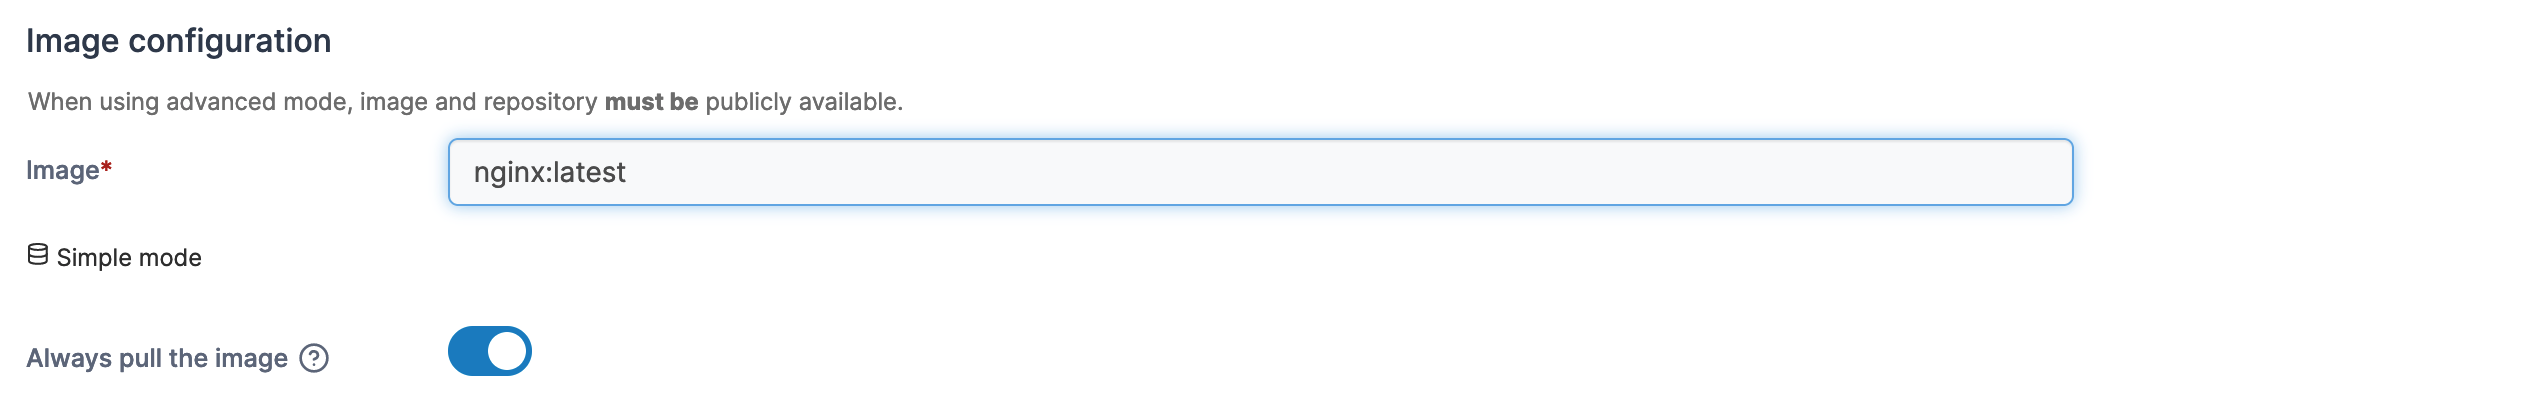 Image configuration
When using advanced mode, image and repository must be publicly available.
Image*
nginx:latest
Simple mode
Always pull the image ?